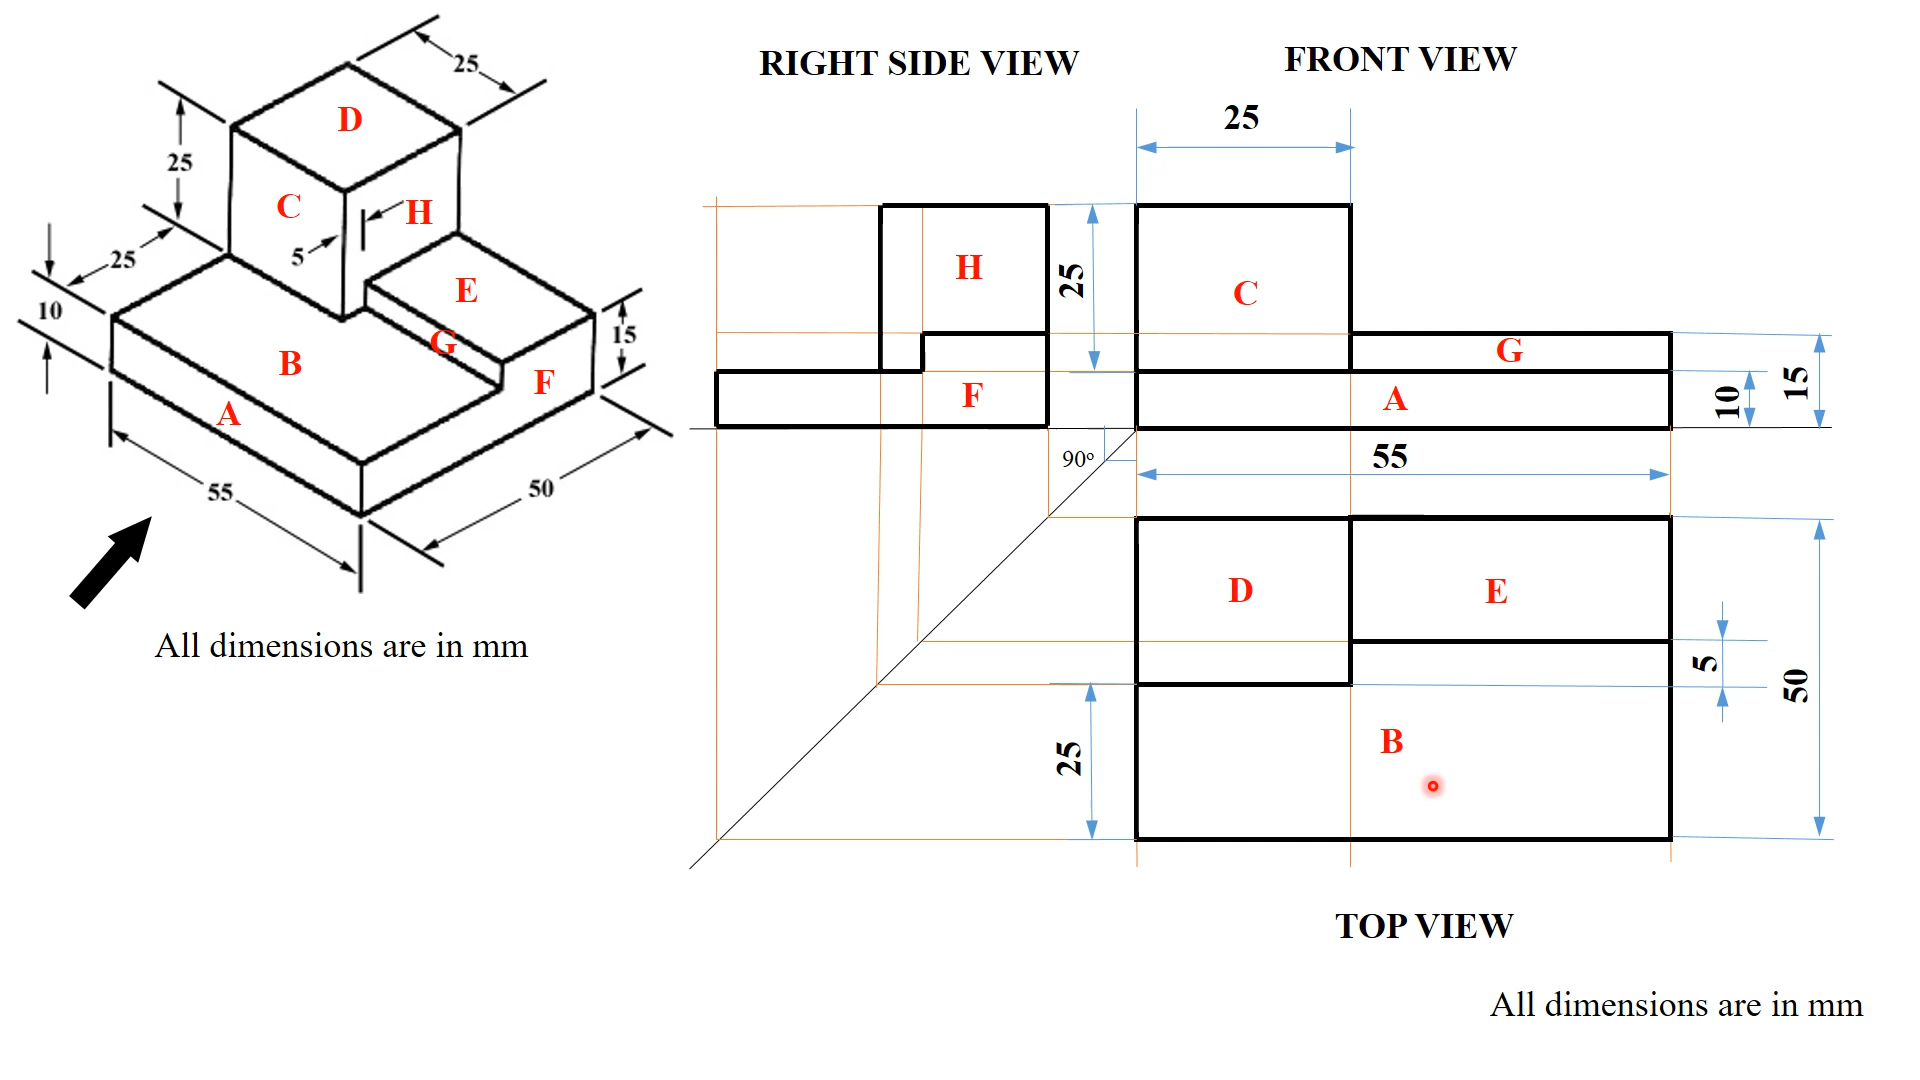 RIGHT SIDE VIEW
FRONT VIEW
25
D
25
C
H
5
25
10
E
15
G
B
F
A
55
50
All dimensions are in mm
25
H
25
C
G
F
A
10
15
90°
55
D
E
5
50
25
B
TOP VIEW
All dimensions are in mm